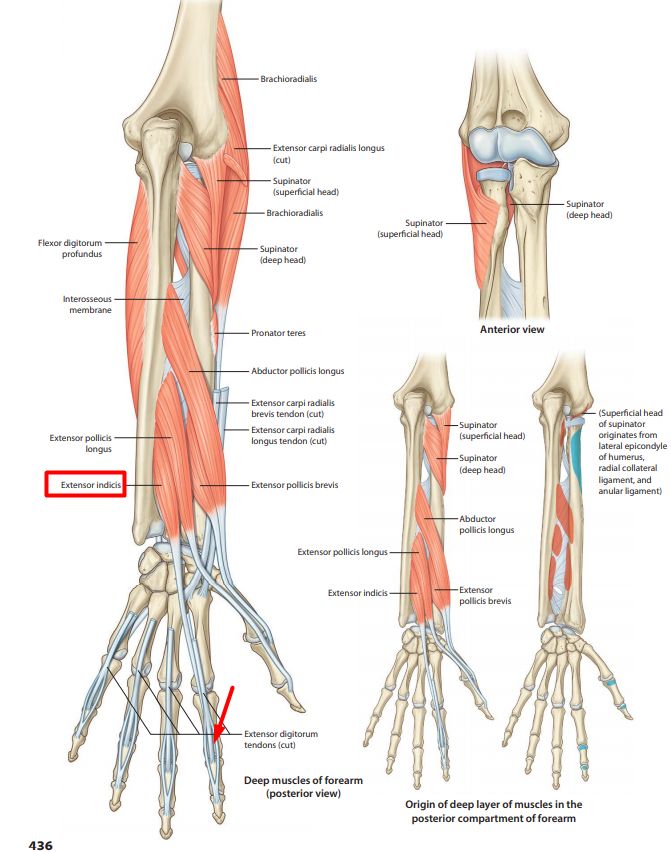 Brachioradialis
Extensor carpi radialis longus
(cut)
Supinator
(superficial head)
Brachioradialis
Flexor digitorum
profundus
Supinator
(deep head)
Interosseous
membrane
Pronator teres
Abductor pollicis longus
Extensor carpi radialis
brevis tendon (cut)
Extensor carpi radialis
longus tendon (cut)
Extensor pollicis
longus
Extensor indicis
Extensor pollicis brevis
Extensor digitorum
tendons (cut)
Deep muscles of forearm
(posterior view)
Supinator
(deep head)
Supinator
(superficial head)
Anterior view
Supinator
(superficial head)
Supinator
(deep head)
Abductor
pollicis longus
Extensor pollicis longus
Extensor indicis
Extensor
pollicis brevis
(Superficial head
of supinator
originates from
lateral epicondyle
of humerus,
radial collateral
ligament, and
anular ligament)
Origin of deep layer of muscles in the
posterior compartment of forearm
436